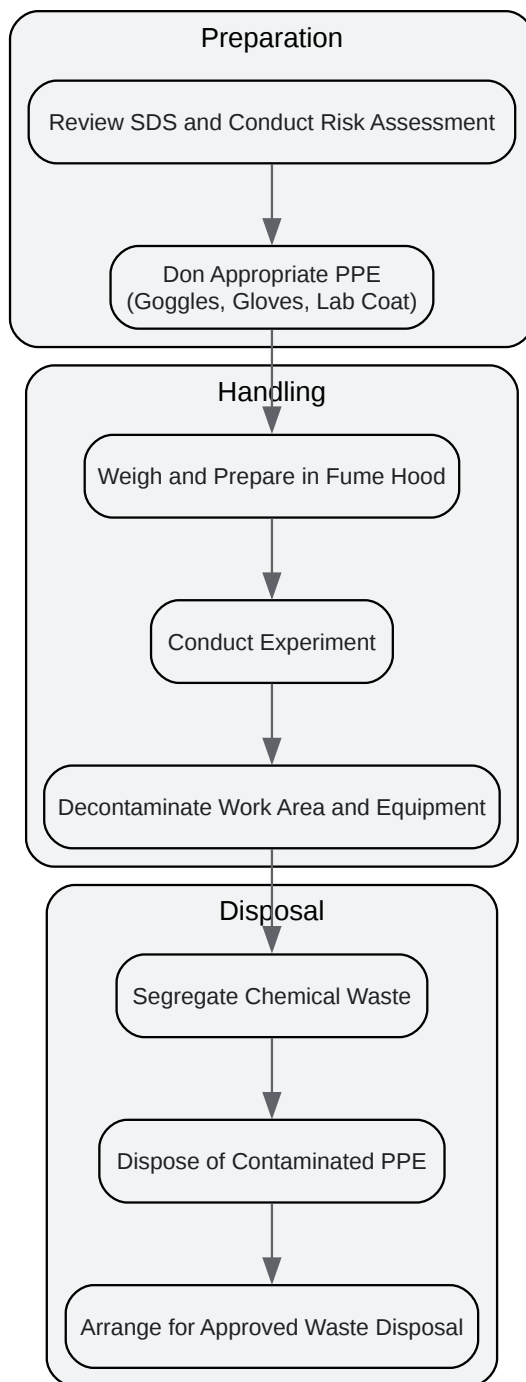 Preparation
Review SDS and Conduct Risk Assessment
Don Appropriate PPE
(Goggles, Gloves, Lab Coat)
Handling
Weigh and Prepare in Fume Hood
Conduct Experiment
Decontaminate Work Area and Equipment
Disposal
Segregate Chemical Waste
Dispose of Contaminated PPE
Arrange for Approved Waste Disposal